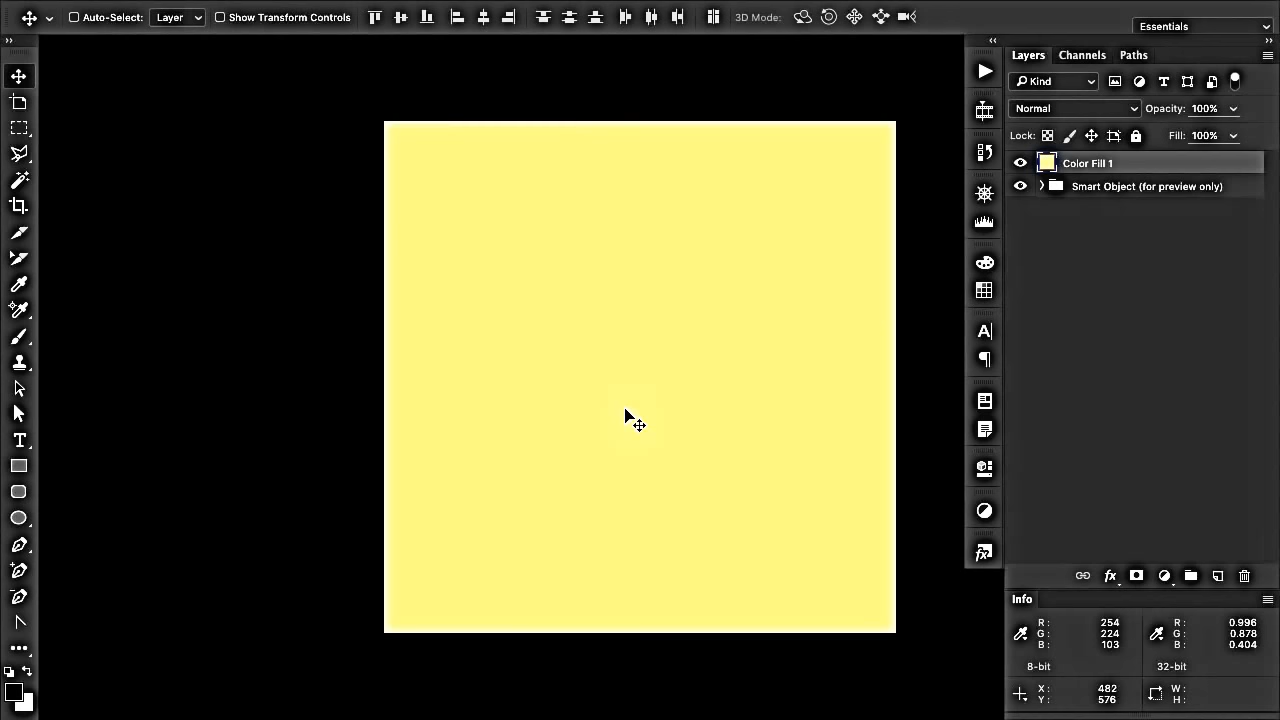 Auto-Select: Layer Show Transform Controls 3D Mode: Essentials
Layers Channels Paths
Kind
Normal Opacity: 100%
Lock: Fill: 100%
Color Fill 1
Smart Object (for preview only)
Info
R: 254 R: 0.996
G: 224 G: 0.878
B: 103 B: 0.404
8-bit 32-bit
X: 482 W:
Y: 576 H: